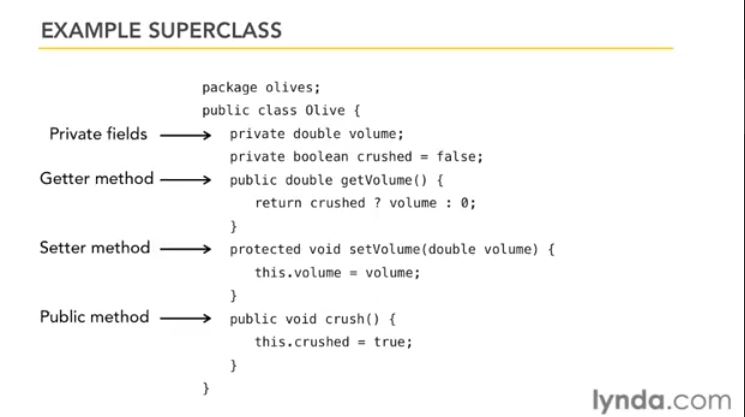 EXAMPLE SUPERCLASS
package olives;
public class Olive {
Private fields
private double volume;
private boolean crushed = false;
Getter method
public double getVolume() {
return crushed ? volume : 0;
}
Setter method
protected void setVolume(double volume) {
this.volume = volume;
}
Public method
public void crush() {
this.crushed = true;
}
}
lynda.com